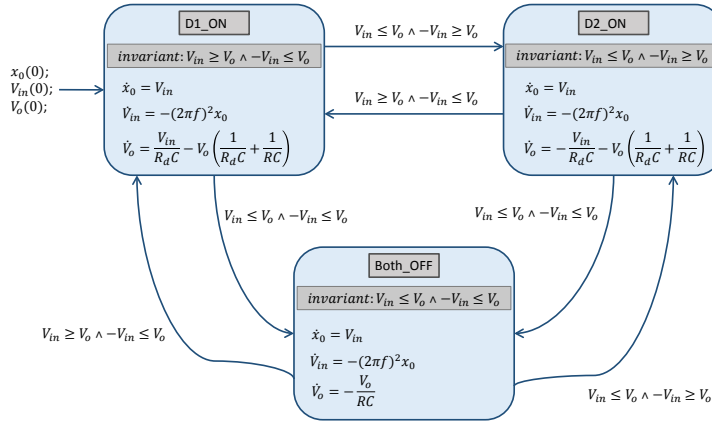 D1_ON
invariant: V_in ≥ V_o ∧ −V_in ≤ V_o
ẋ_0 = V_in
V̇_in = −(2πf)^2 x_0
V̇_o = V_in/(R_d C) − V_o (1/(R_d C) + 1/(RC))
x_0(0);
V_in(0);
V_o(0);
V_in ≤ V_o ∧ −V_in ≥ V_o
V_in ≥ V_o ∧ −V_in ≤ V_o
D2_ON
invariant: V_in ≤ V_o ∧ −V_in ≥ V_o
ẋ_0 = V_in
V̇_in = −(2πf)^2 x_0
V̇_o = −V_in/(R_d C) − V_o (1/(R_d C) + 1/(RC))
V_in ≤ V_o ∧ −V_in ≤ V_o
V_in ≤ V_o ∧ −V_in ≤ V_o
Both_OFF
invariant: V_in ≤ V_o ∧ −V_in ≤ V_o
ẋ_0 = V_in
V̇_in = −(2πf)^2 x_0
V̇_o = −V_o/(RC)
V_in ≥ V_o ∧ −V_in ≤ V_o
V_in ≤ V_o ∧ −V_in ≥ V_o